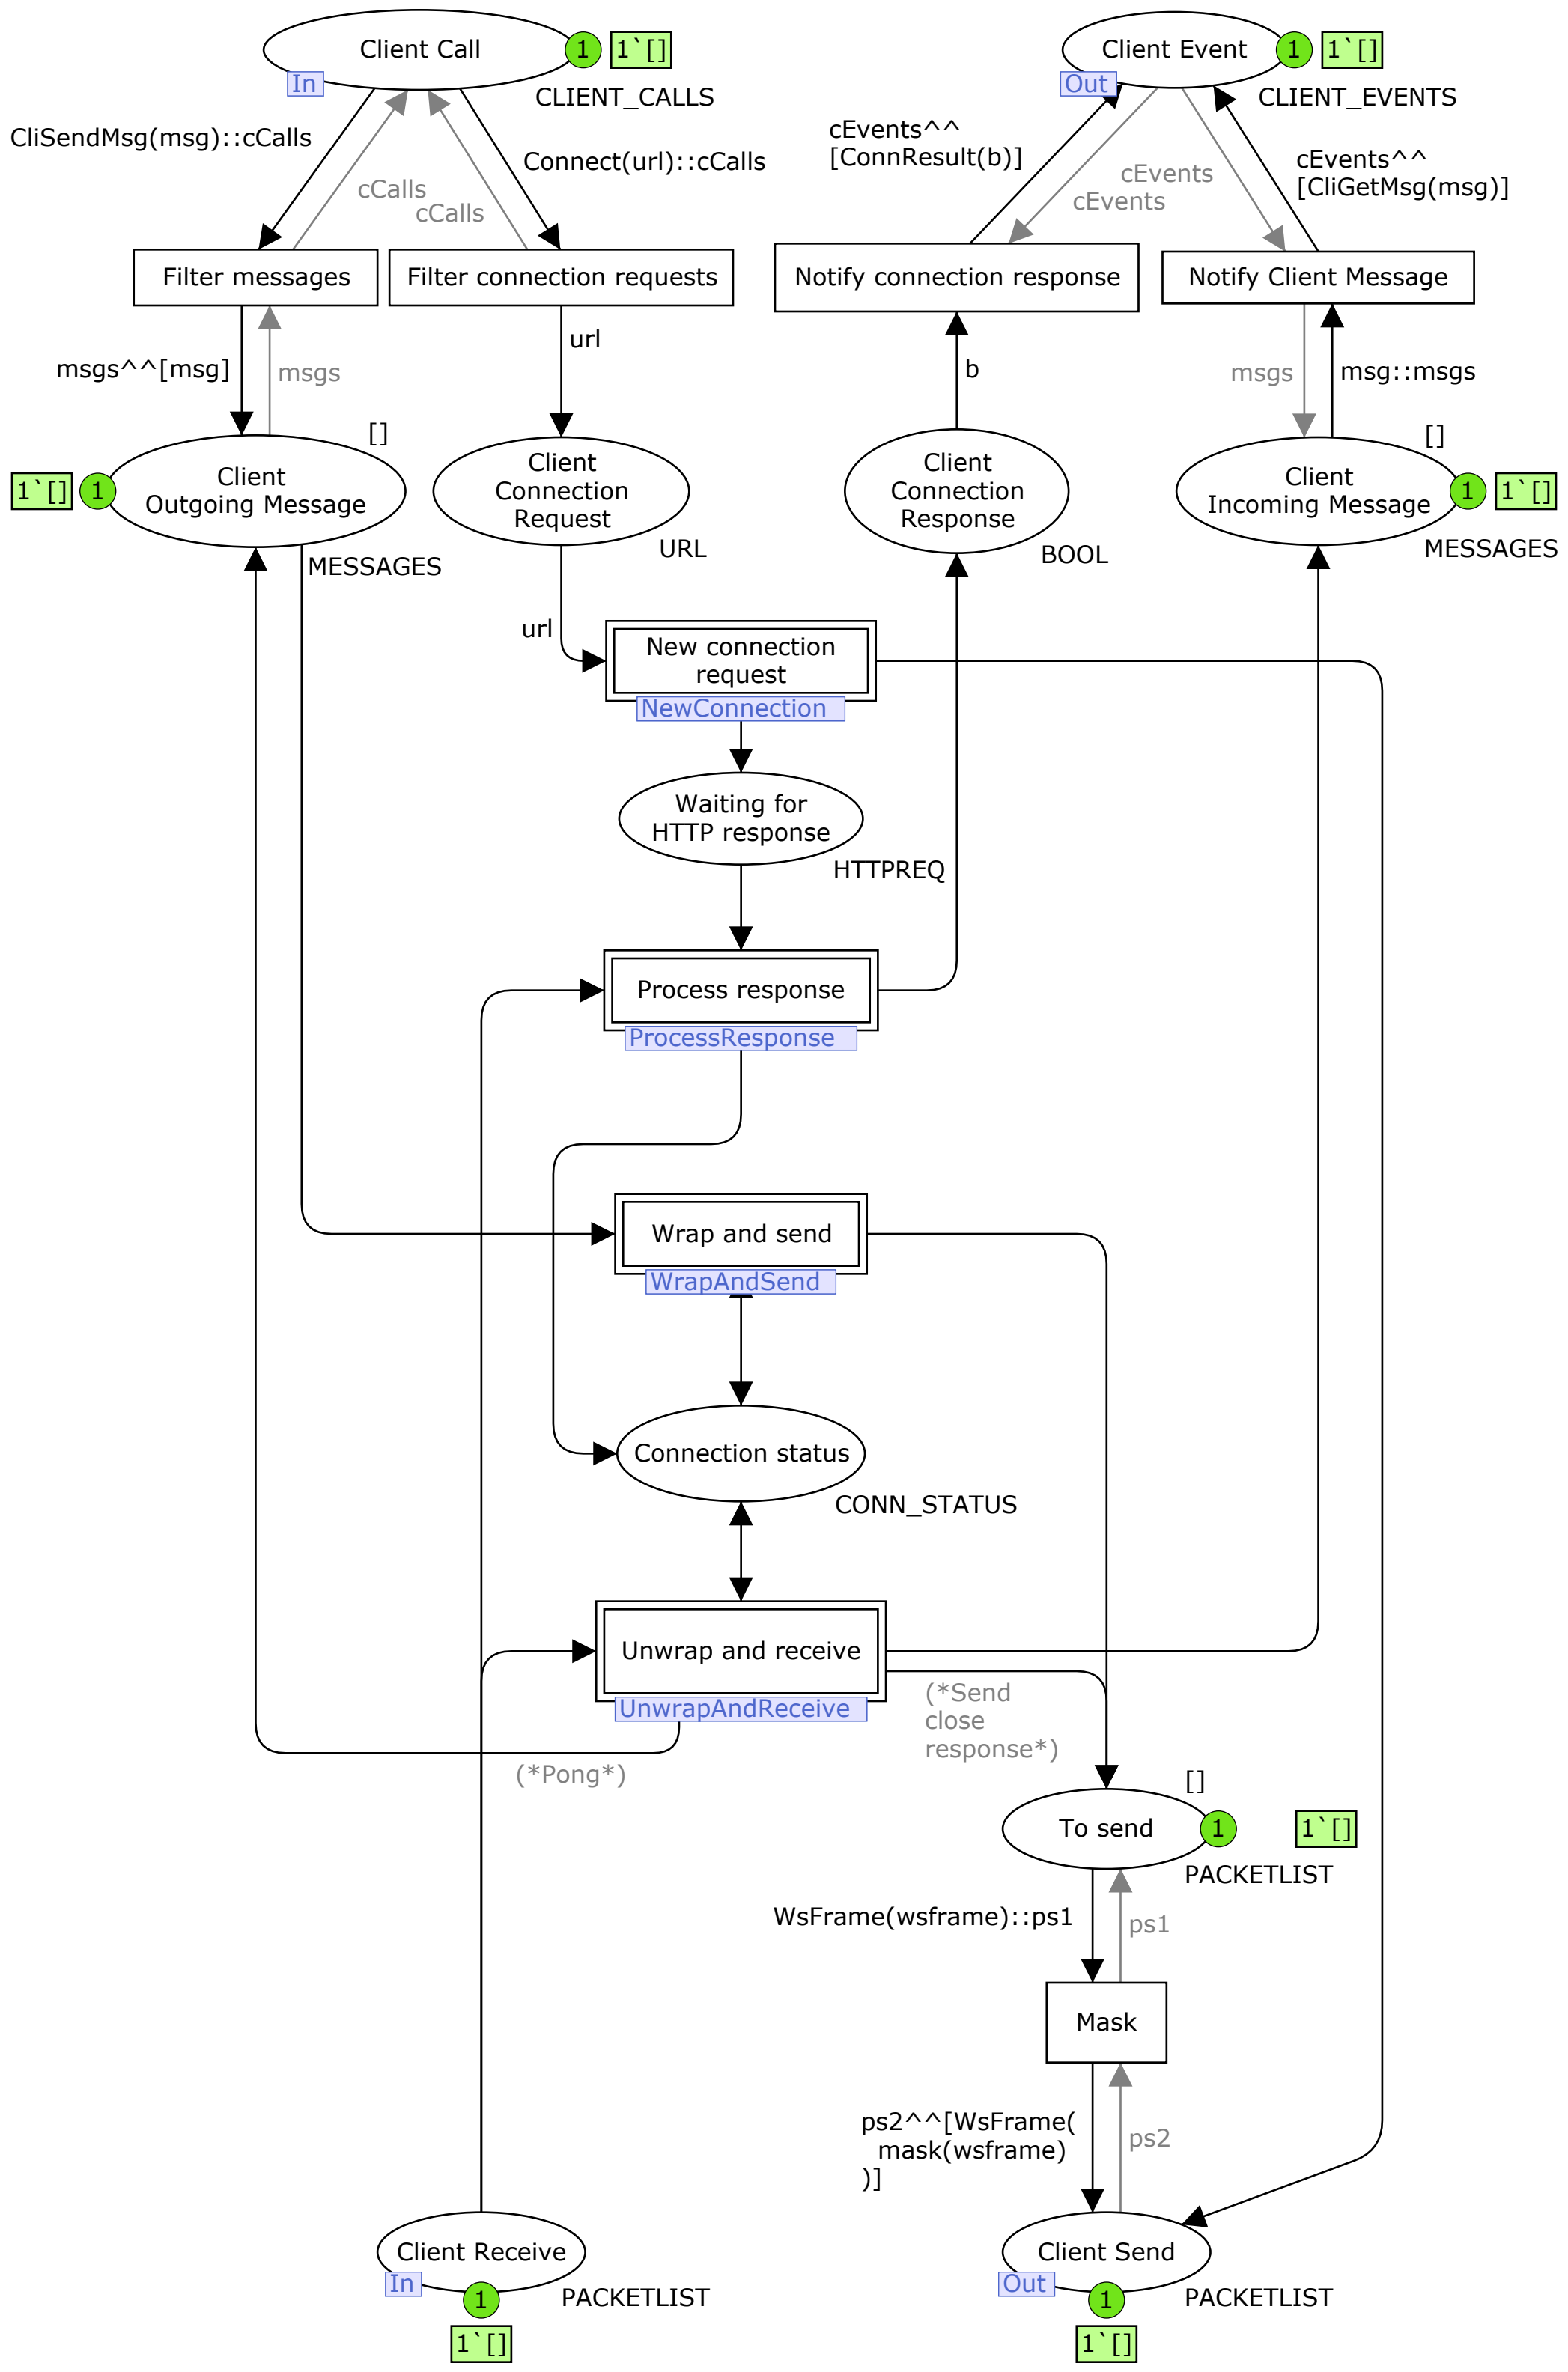 Client Call
1
1`[]
In
CLIENT_CALLS
Client Event
1
1`[]
Out
CLIENT_EVENTS
CliSendMsg(msg)::cCalls
cCalls
cCalls
Connect(url)::cCalls
cEvents^^
[ConnResult(b)]
cEvents
cEvents
cEvents^^
[CliGetMsg(msg)]
Filter messages
Filter connection requests
Notify connection response
Notify Client Message
msgs^^[msg]
msgs
url
b
msgs
msg::msgs
1`[]
1
Client
Outgoing Message
[]
MESSAGES
Client
Connection
Request
URL
Client
Connection
Response
BOOL
Client
Incoming Message
[]
1
1`[]
MESSAGES
url
New connection
request
NewConnection
Waiting for
HTTP response
HTTPREQ
Process response
ProcessResponse
Wrap and send
WrapAndSend
Connection status
CONN_STATUS
Unwrap and receive
UnwrapAndReceive
(*Send
close
response*)
(*Pong*)
[]
To send
1
1`[]
PACKETLIST
WsFrame(wsframe)::ps1
ps1
Mask
ps2^^[WsFrame(
mask(wsframe)
)]
ps2
Client Receive
In
1
PACKETLIST
1`[]
Client Send
Out
1
PACKETLIST
1`[]